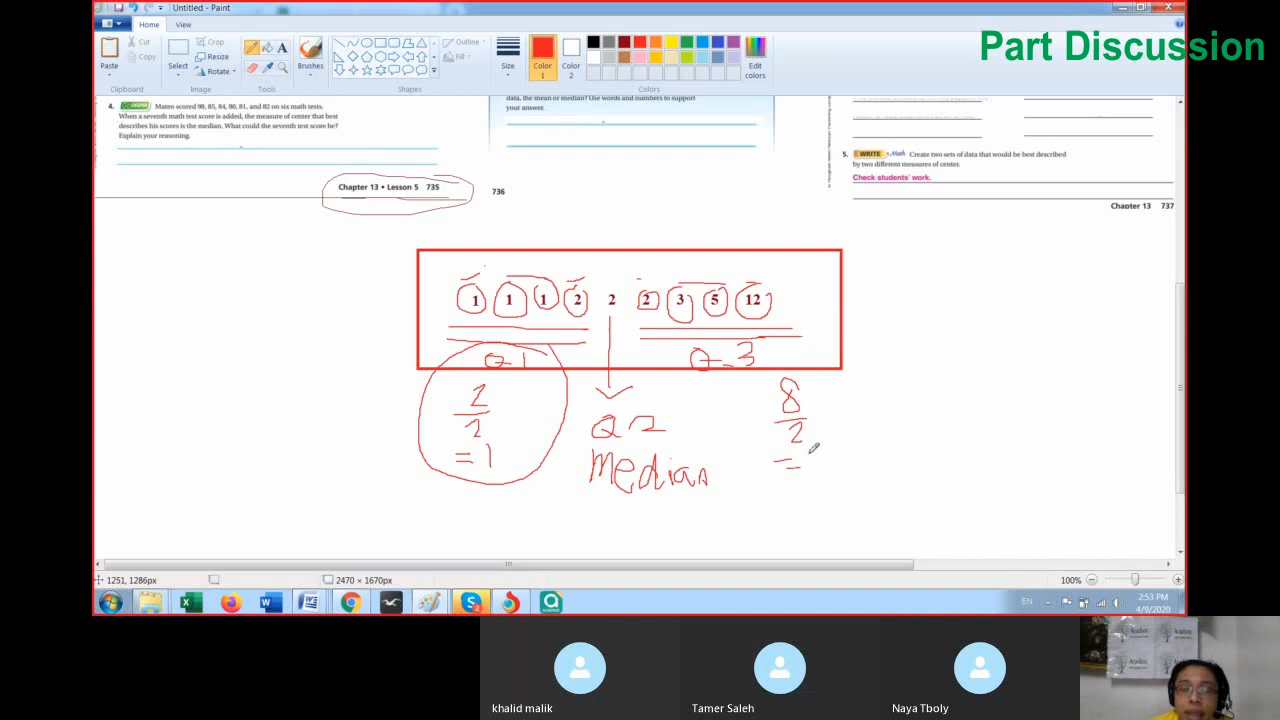 Untitled - Paint
Part Discussion
Home View
Cut
Copy
Paste
Clipboard
Crop
Resize
Rotate
Select
Image
Tools
Brushes
Shapes
Outline
Fill
Size
Color 1
Color 2
Edit colors
Colors
4. Mateo scored 98, 85, 84, 80, 81, and 82 on six math tests.
When a seventh math test score is added, the measure of center that best
describes his scores is the median. What could the seventh test score be?
Explain your reasoning.
data, the mean or median? Use words and numbers to support
your answer.
5. WRITE Math Create two sets of data that would be best described
by two different measures of center.
Check students' work.
Chapter 13 • Lesson 5 735
736
Chapter 13 737
1 1 1 2 2 2 3 5 12
Q1
Q3
2
2
= 1
Q2
Median
8
2
=
1251, 1286px
2470 × 1670px
100%
EN
2:53 PM
4/9/2020
khalid malik
Tamer Saleh
Naya Tboly